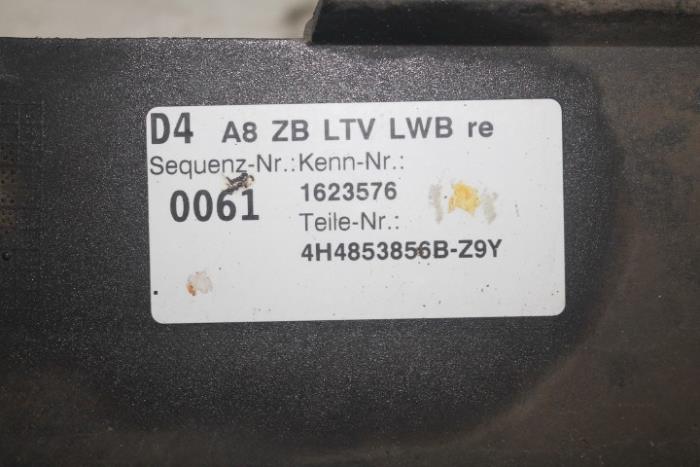 D4 A8 ZB LTV LWB re
Sequenz-Nr.:Kenn-Nr.:
0061 1623576
Teile-Nr.:
4H4853856B-Z9Y